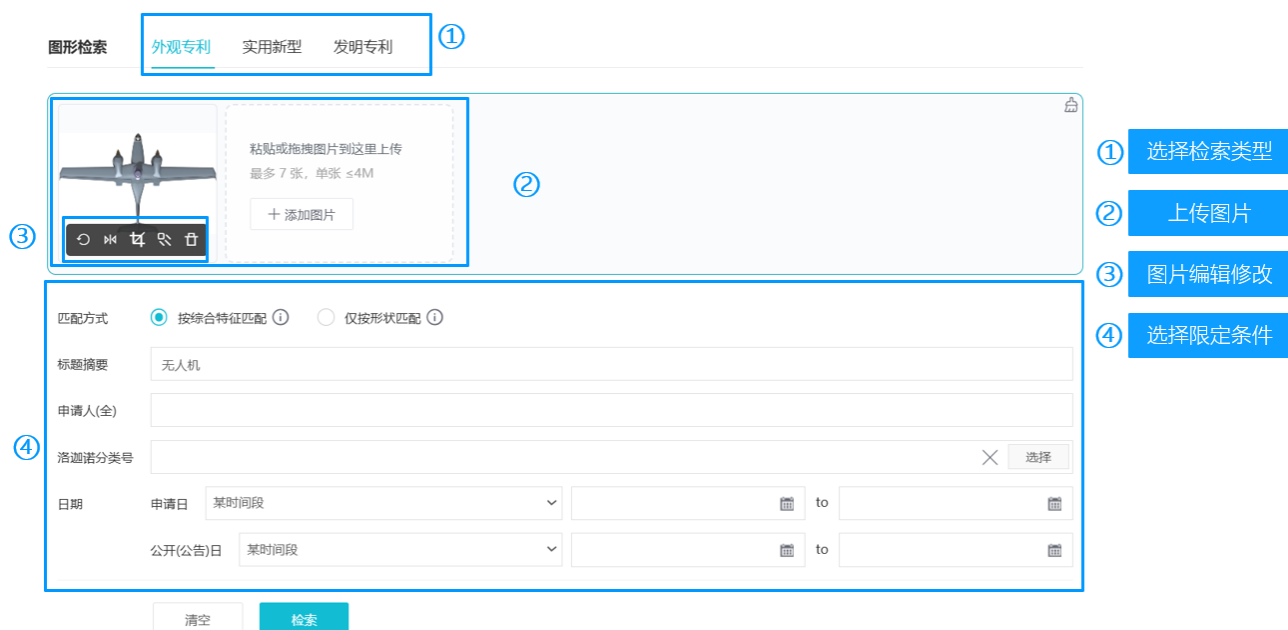 图形检索 外观专利 实用新型 发明专利 ①
粘贴或拖拽图片到这里上传
最多 7 张，单张 ≤4M
＋ 添加图片
②
③
① 选择检索类型
② 上传图片
③ 图片编辑修改
④ 选择限定条件
匹配方式 按综合特征匹配 仅按形状匹配
标题摘要 无人机
申请人(全)
④
洛迦诺分类号 选择
日期 申请日 某时间段 to
公开(公告)日 某时间段 to
清空 检索